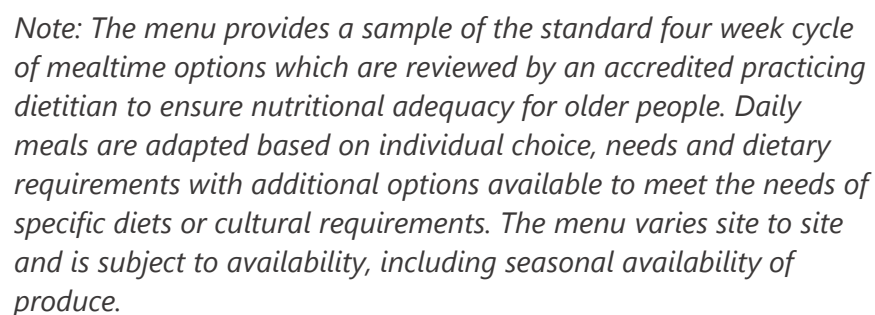 Note: The menu provides a sample of the standard four week cycle
of mealtime options which are reviewed by an accredited practicing
dietitian to ensure nutritional adequacy for older people. Daily
meals are adapted based on individual choice, needs and dietary
requirements with additional options available to meet the needs of
specific diets or cultural requirements. The menu varies site to site
and is subject to availability, including seasonal availability of
produce.